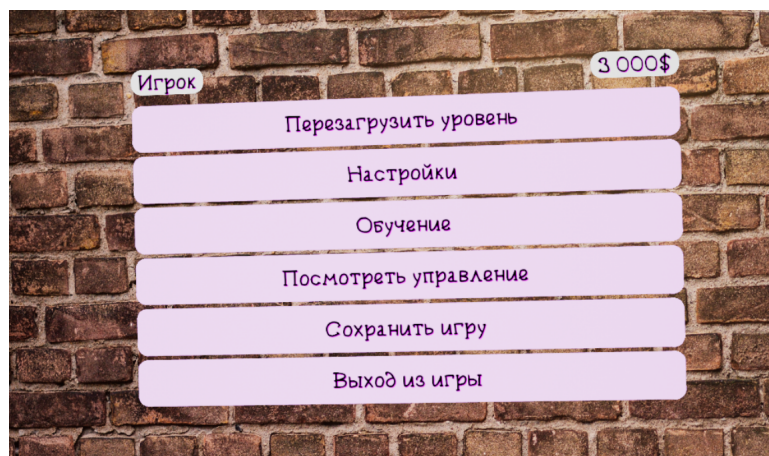 Игрок
3 000$
Перезагрузить уровень
Настройки
Обучение
Посмотреть управление
Сохранить игру
Выход из игры